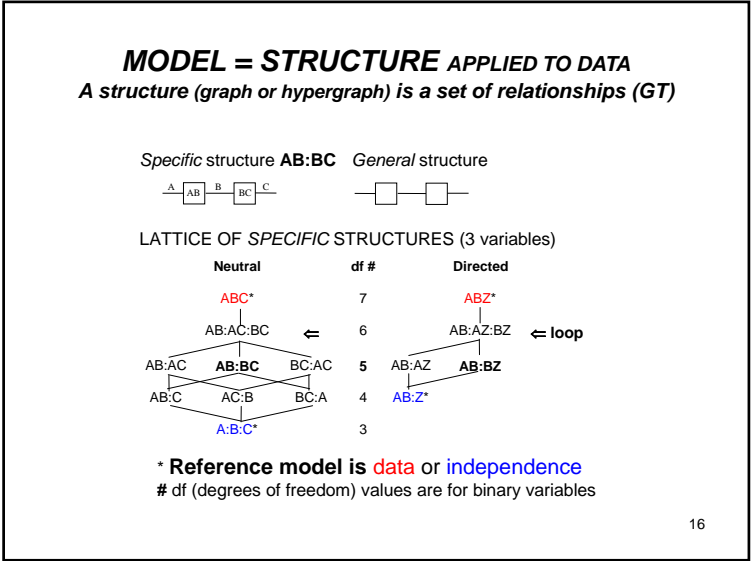 MODEL = STRUCTURE APPLIED TO DATA
A structure (graph or hypergraph) is a set of relationships (GT)
Specific structure AB:BC General structure
A AB B BC C
LATTICE OF SPECIFIC STRUCTURES (3 variables)
Neutral df # Directed
ABC* 7 ABZ*
AB:AC:BC ⇐ 6 AB:AZ:BZ ⇐ loop
AB:AC AB:BC BC:AC 5 AB:AZ AB:BZ
AB:C AC:B BC:A 4 AB:Z*
A:B:C* 3
* Reference model is data or independence
# df (degrees of freedom) values are for binary variables
16